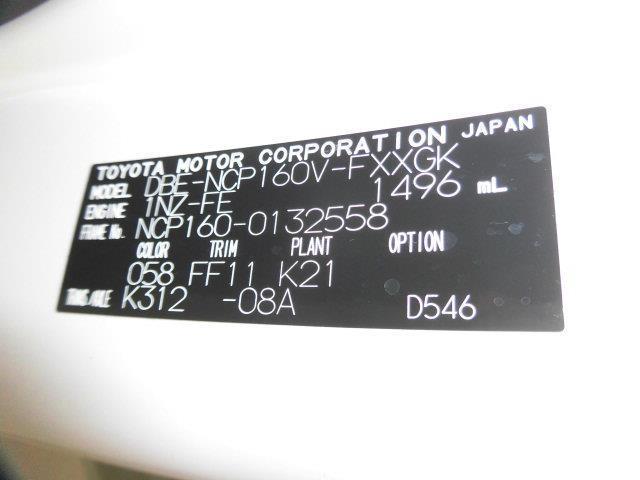 TOYOTA MOTOR CORPORATION JAPAN
MODEL DBE-NCP160V-FXXGK
ENGINE 1NZ-FE 1496 mL
FRAME No. NCP160-0132558
COLOR TRIM PLANT OPTION
058 FF11 K21
TRANS/AXLE K312 -08A D546